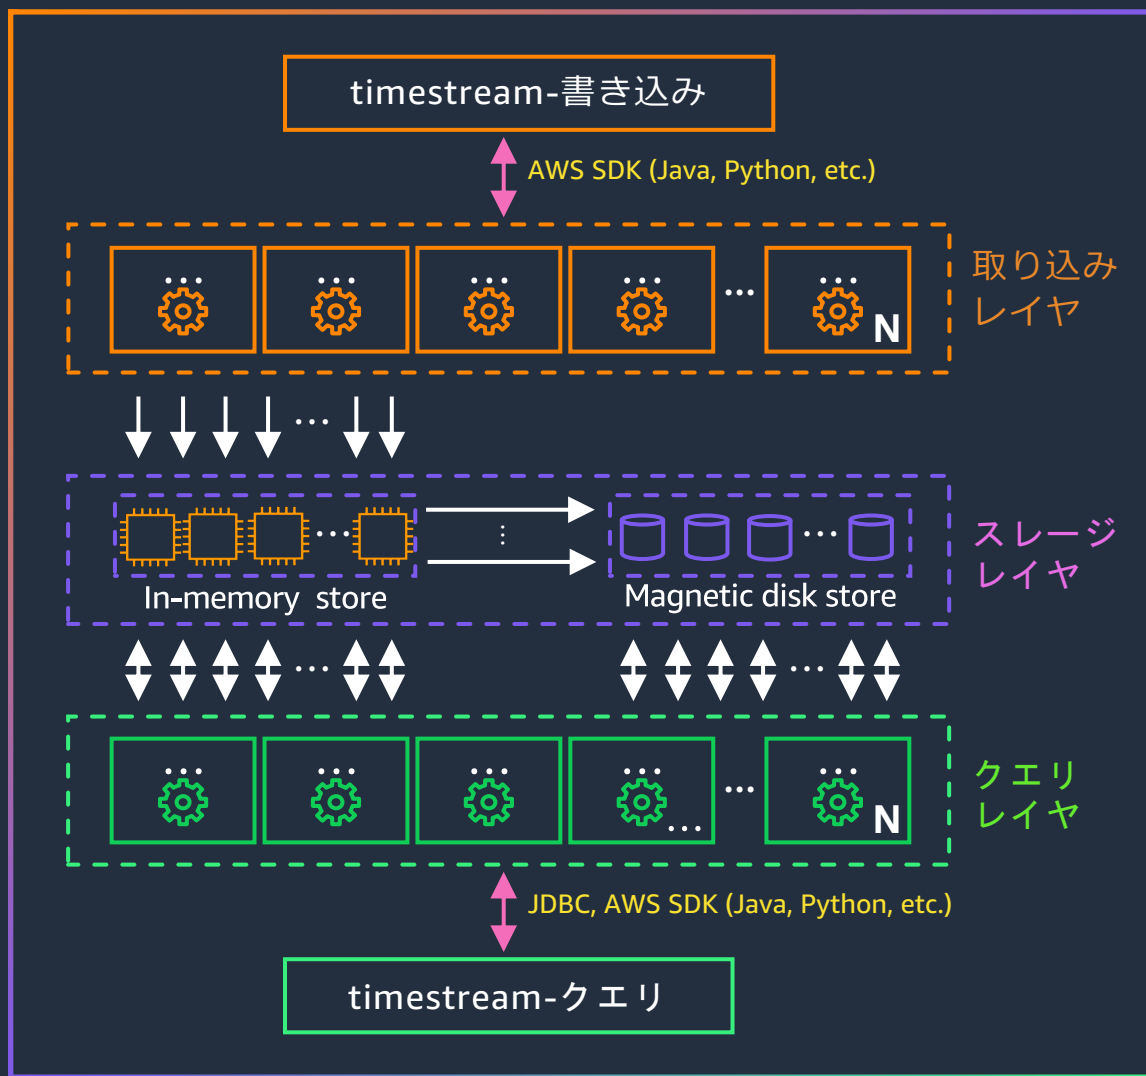 timestream-書き込み
AWS SDK (Java, Python, etc.)
... ... ... ... ... ...
N
取り込み
レイヤ
...
... ...
In-memory store
...
Magnetic disk store
スレージ
レイヤ
... ...
... ... ... ... ... ...
...
N
クエリ
レイヤ
JDBC, AWS SDK (Java, Python, etc.)
timestream-クエリ